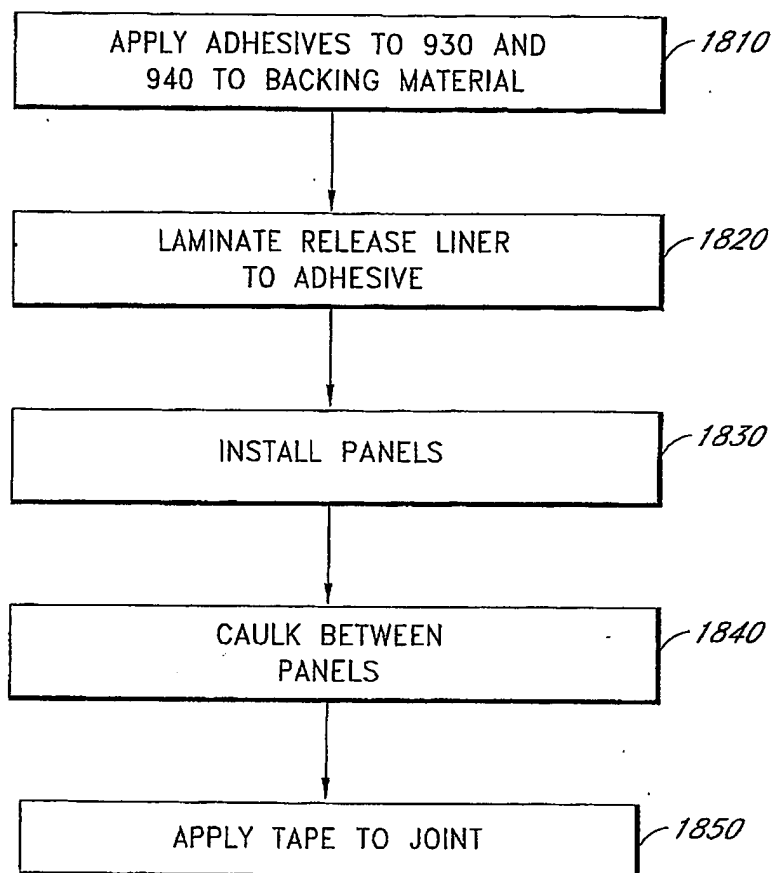 APPLY ADHESIVES TO 930 AND
940 TO BACKING MATERIAL
1810
LAMINATE RELEASE LINER
TO ADHESIVE
1820
INSTALL PANELS
1830
CAULK BETWEEN
PANELS
1840
APPLY TAPE TO JOINT
1850